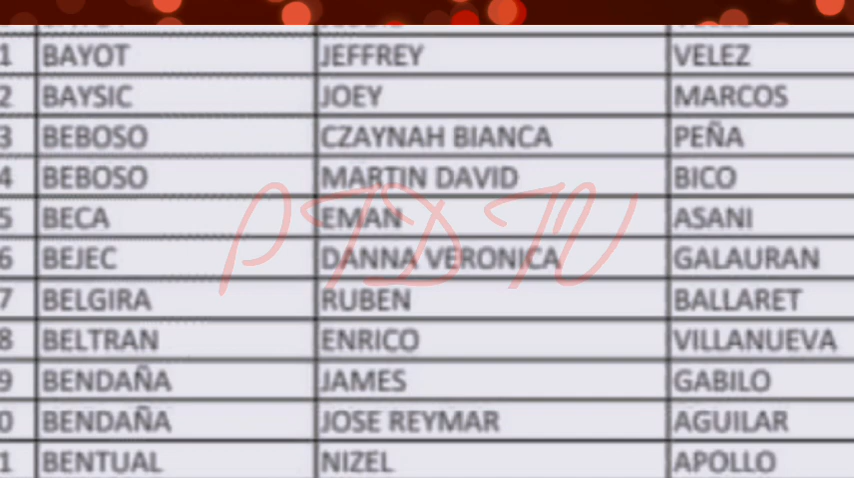 1 BAYOT JEFFREY VELEZ
2 BAYSIC JOEY MARCOS
3 BEBOSO CZAYNAH BIANCA PEÑA
4 BEBOSO MARTIN DAVID BICO
5 BECA EMAN ASANI
6 BEJEC DANNA VERONICA GALAURAN
7 BELGIRA RUBEN BALLARET
8 BELTRAN ENRICO VILLANUEVA
9 BENDAÑA JAMES GABILO
0 BENDAÑA JOSE REYMAR AGUILAR
1 BENTUAL NIZEL APOLLO